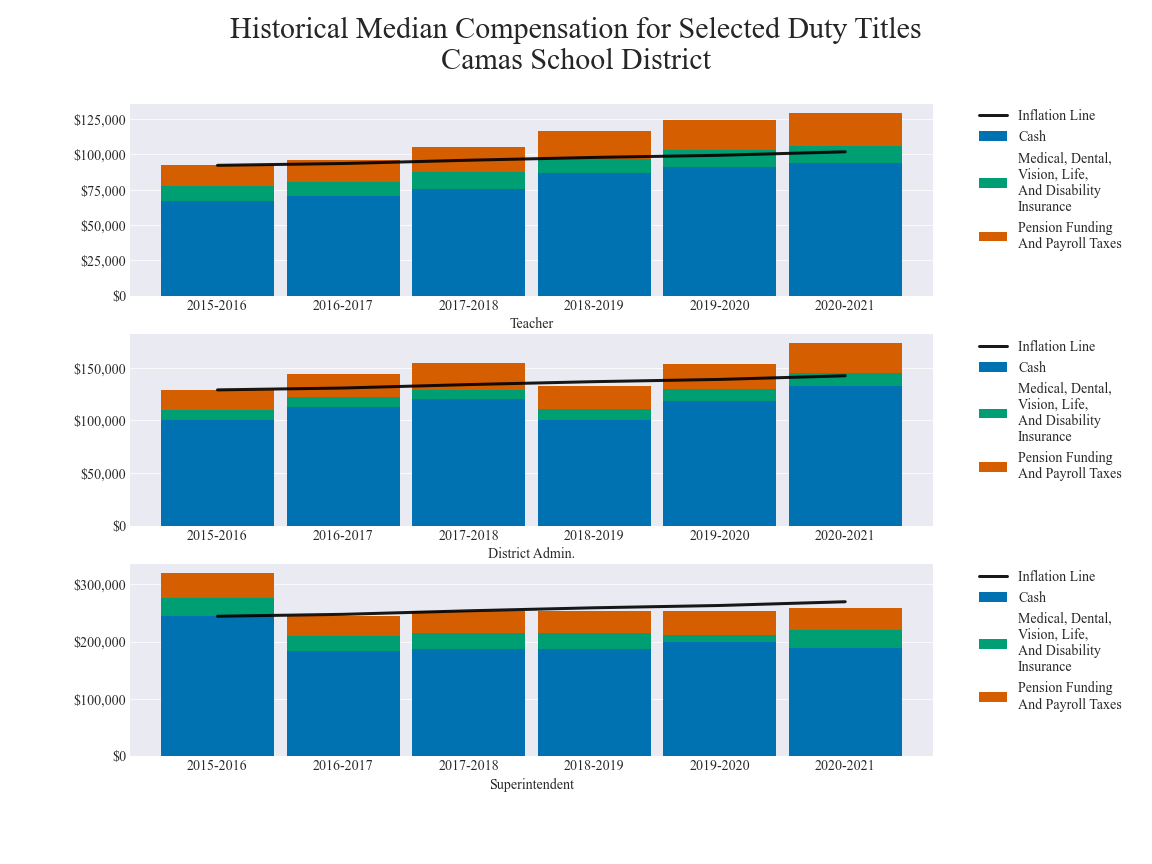 Historical Median Compensation for Selected Duty Titles
Camas School District
$125,000
$100,000
$75,000
$50,000
$25,000
$0
2015-2016 2016-2017 2017-2018 2018-2019 2019-2020 2020-2021
Teacher
Inflation Line
Cash
Medical, Dental,
Vision, Life,
And Disability
Insurance
Pension Funding
And Payroll Taxes
$150,000
$100,000
$50,000
$0
2015-2016 2016-2017 2017-2018 2018-2019 2019-2020 2020-2021
District Admin.
Inflation Line
Cash
Medical, Dental,
Vision, Life,
And Disability
Insurance
Pension Funding
And Payroll Taxes
$300,000
$200,000
$100,000
$0
2015-2016 2016-2017 2017-2018 2018-2019 2019-2020 2020-2021
Superintendent
Inflation Line
Cash
Medical, Dental,
Vision, Life,
And Disability
Insurance
Pension Funding
And Payroll Taxes